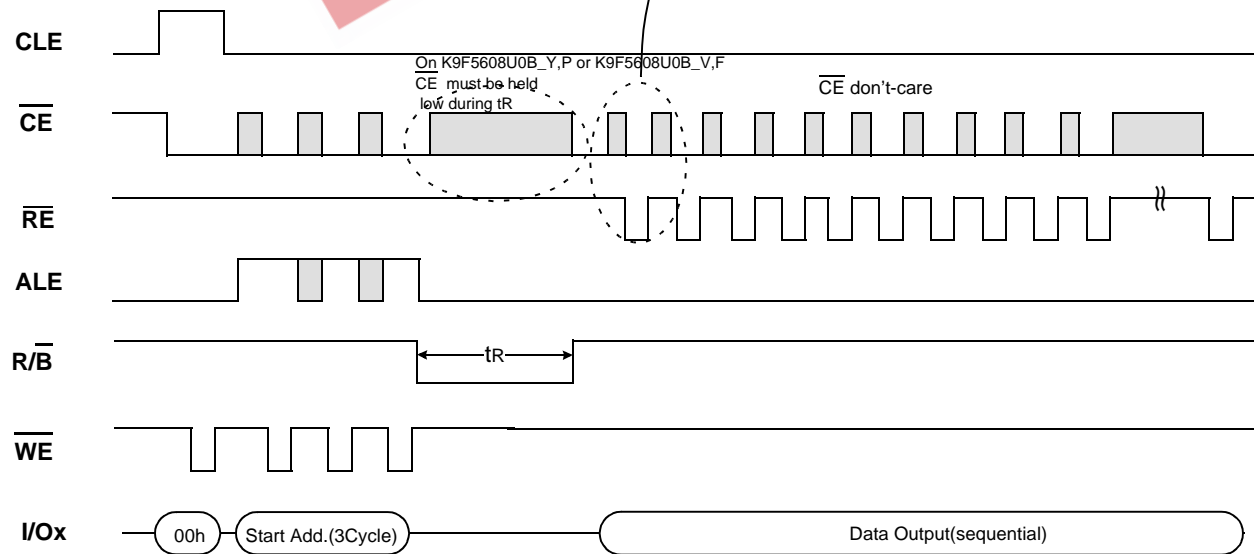 CLE
On K9F5608U0B_Y,P or K9F5608U0B_V,F
CE must be held
low during tR
CE don't-care
CE
RE
ALE
R/B
tR
WE
I/Ox
00h
Start Add.(3Cycle)
Data Output(sequential)